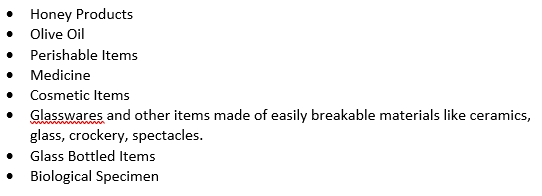 • Honey Products
• Olive Oil
• Perishable Items
• Medicine
• Cosmetic Items
• Glasswares and other items made of easily breakable materials like ceramics,
glass, crockery, spectacles.
• Glass Bottled Items
• Biological Specimen